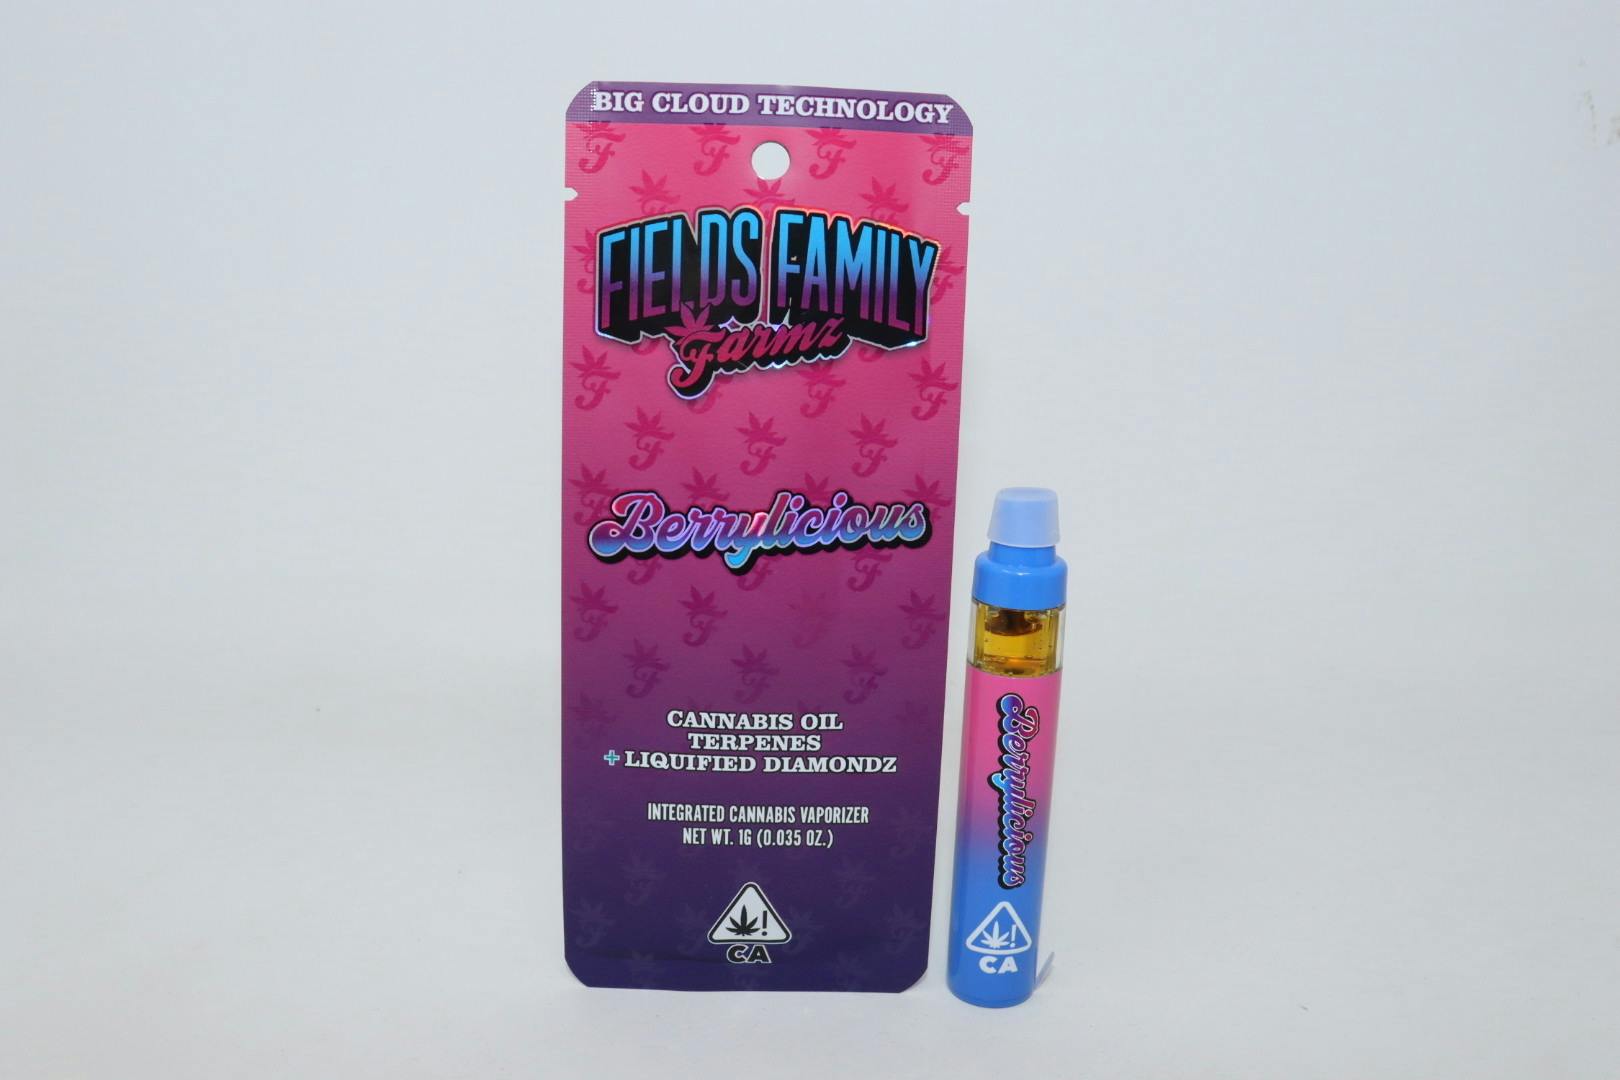 BIG CLOUD TECHNOLOGY
FIELDS FAMILY
Farmz
Berrylicious
CANNABIS OIL
TERPENES
+ LIQUIFIED DIAMONDZ
INTEGRATED CANNABIS VAPORIZER
NET WT. 1G (0.035 OZ.)
!
CA
Berrylicious
!
CA